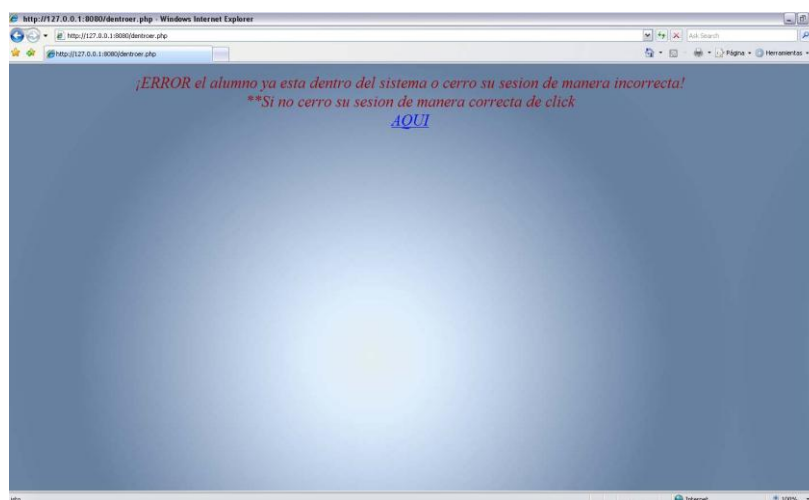 http://127.0.0.1:8080/dentroer.php - Windows Internet Explorer
http://127.0.0.1:8080/dentroer.php
Ask Search
http://127.0.0.1:8080/dentroer.php
Página
Herramientas
¡ERROR el alumno ya esta dentro del sistema o cerro su sesion de manera incorrecta!
**Si no cerro su sesion de manera correcta de click
AQUI
Internet
100%